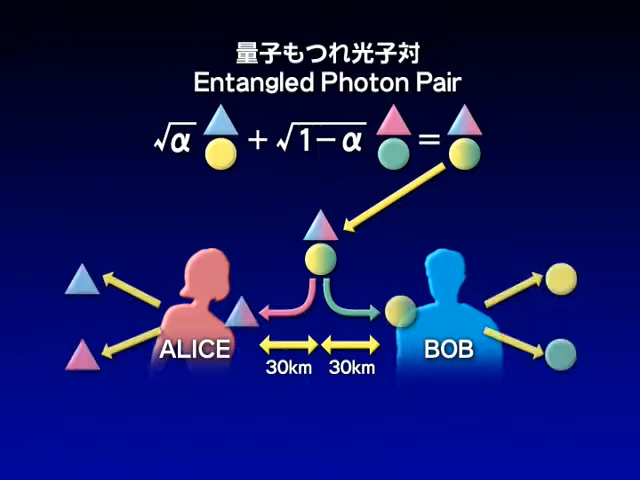 量子もつれ光子対
Entangled Photon Pair
√α + √1−α =
ALICE
30km
30km
BOB